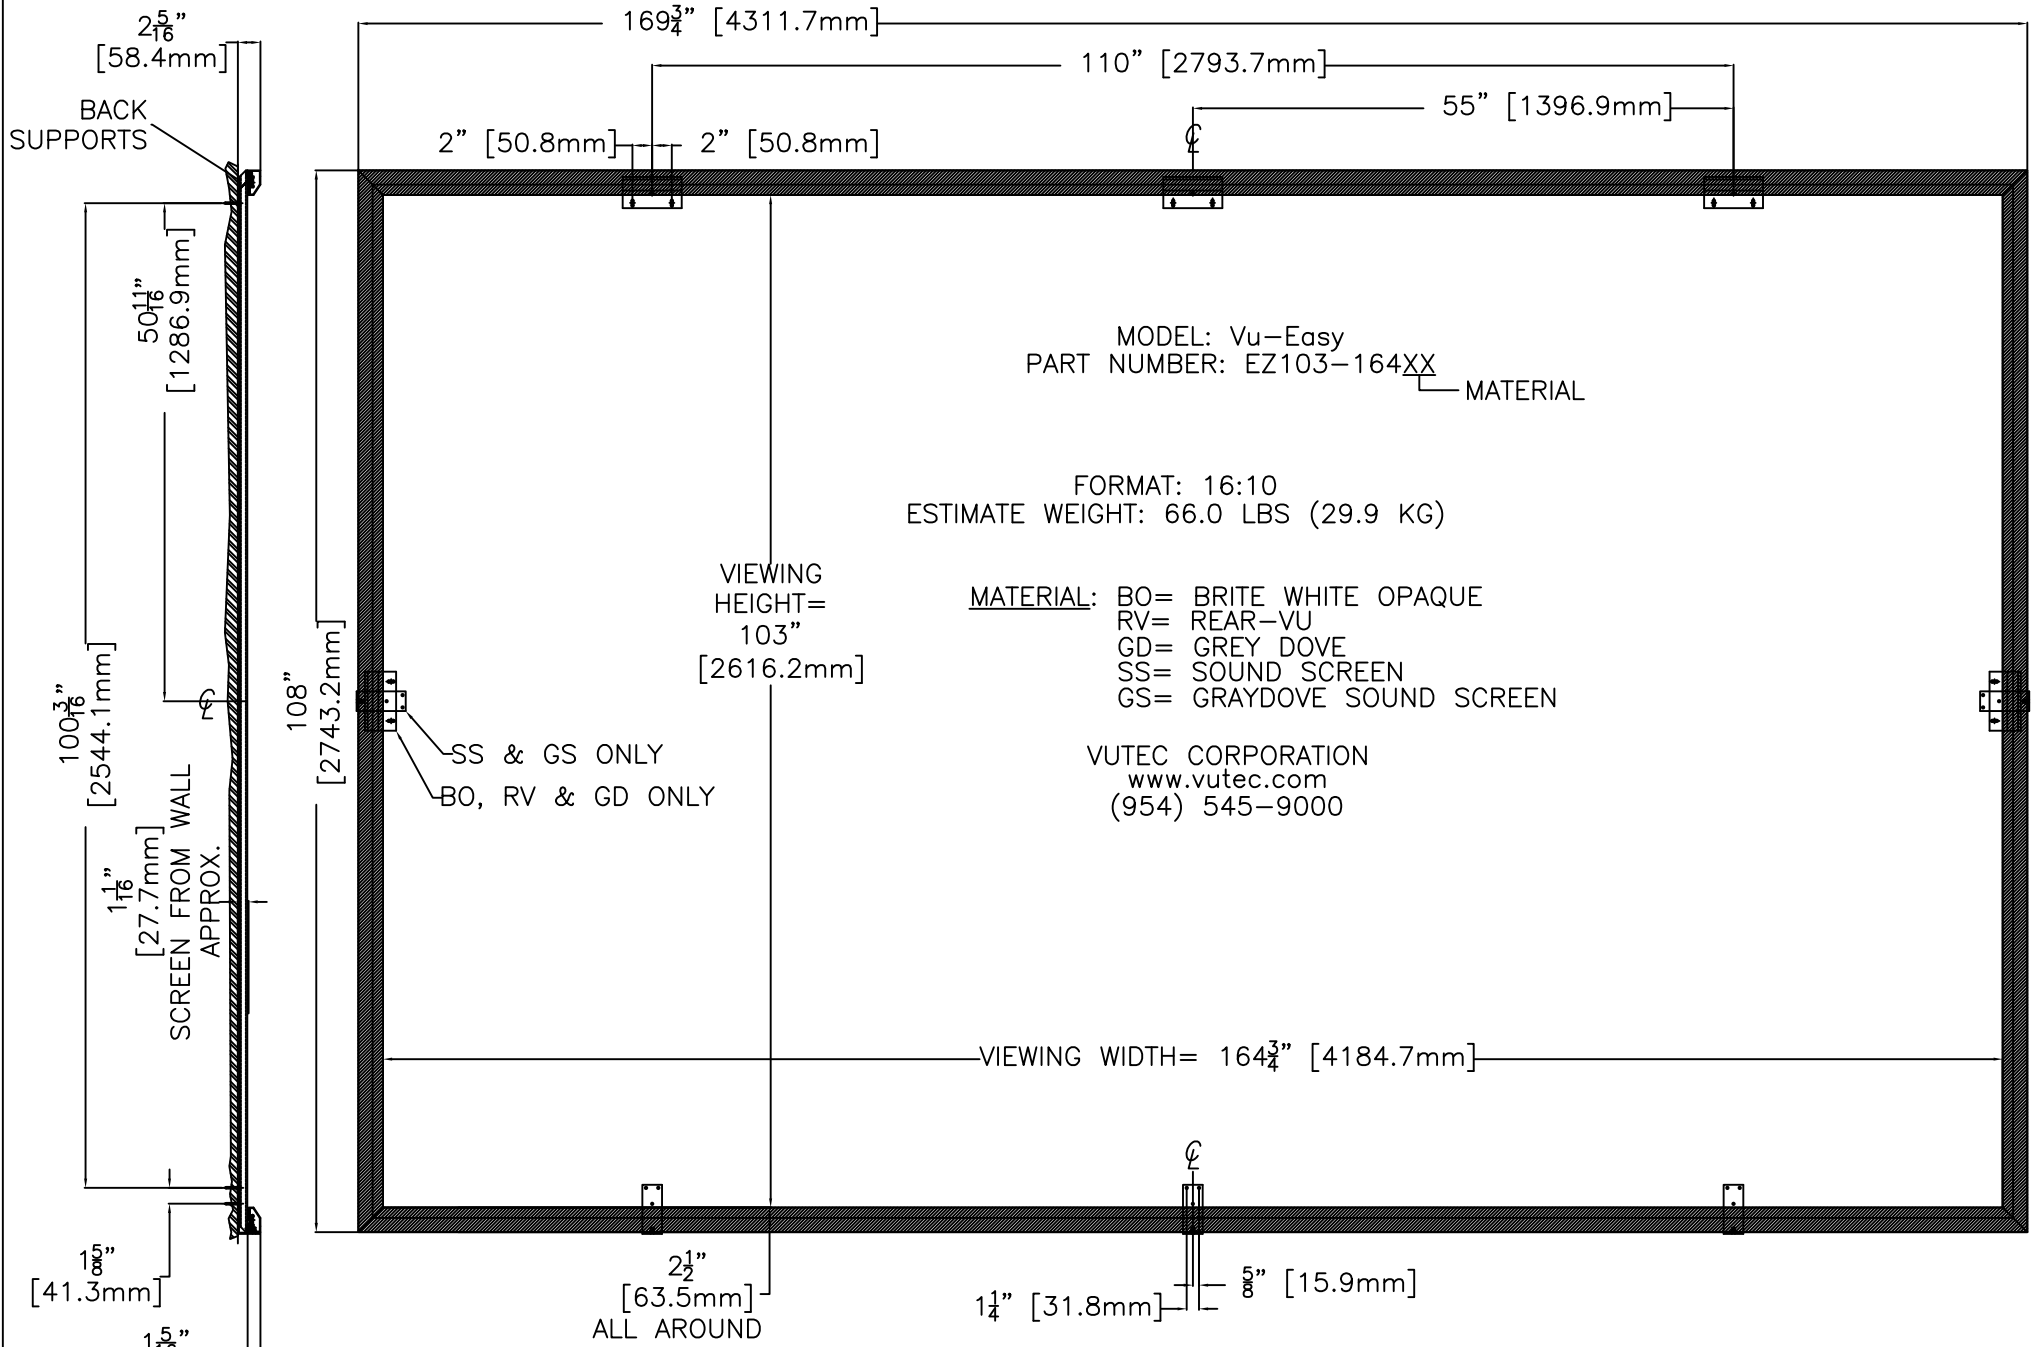 2 5/16"
[58.4mm]
169 3/4" [4311.7mm]
110" [2793.7mm]
55" [1396.9mm]
BACK
SUPPORTS
2" [50.8mm]
2" [50.8mm]
℄
50 11/16"
[1286.9mm]
MODEL: Vu-Easy
PART NUMBER: EZ103-164XX
MATERIAL
FORMAT: 16:10
ESTIMATE WEIGHT: 66.0 LBS (29.9 KG)
VIEWING
HEIGHT=
103"
[2616.2mm]
MATERIAL: BO= BRITE WHITE OPAQUE
RV= REAR-VU
GD= GREY DOVE
SS= SOUND SCREEN
GS= GRAYDOVE SOUND SCREEN
100 3/16"
[2544.1mm]
℄
108"
[2743.2mm]
SS & GS ONLY
BO, RV & GD ONLY
VUTEC CORPORATION
www.vutec.com
(954) 545-9000
1 1/16"
[27.7mm]
SCREEN FROM WALL
APPROX.
VIEWING WIDTH= 164 3/4" [4184.7mm]
℄
1 5/8"
[41.3mm]
2 1/2"
[63.5mm]
ALL AROUND
1 1/4" [31.8mm]
5/8" [15.9mm]